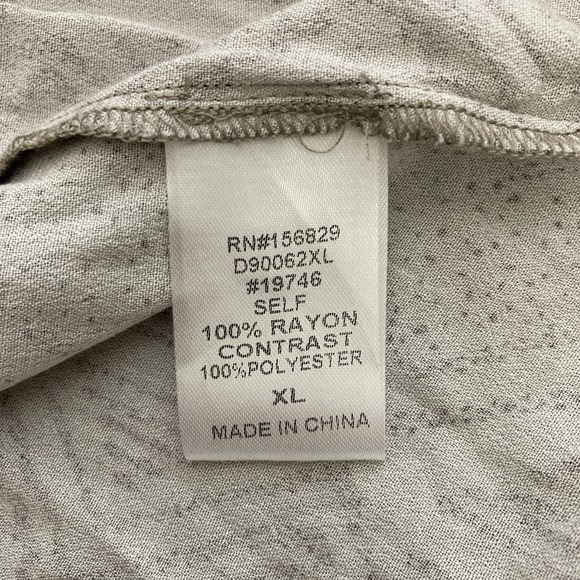 RN#156829
D90062XL
#19746
SELF
100% RAYON
CONTRAST
100%POLYESTER
XL
MADE IN CHINA